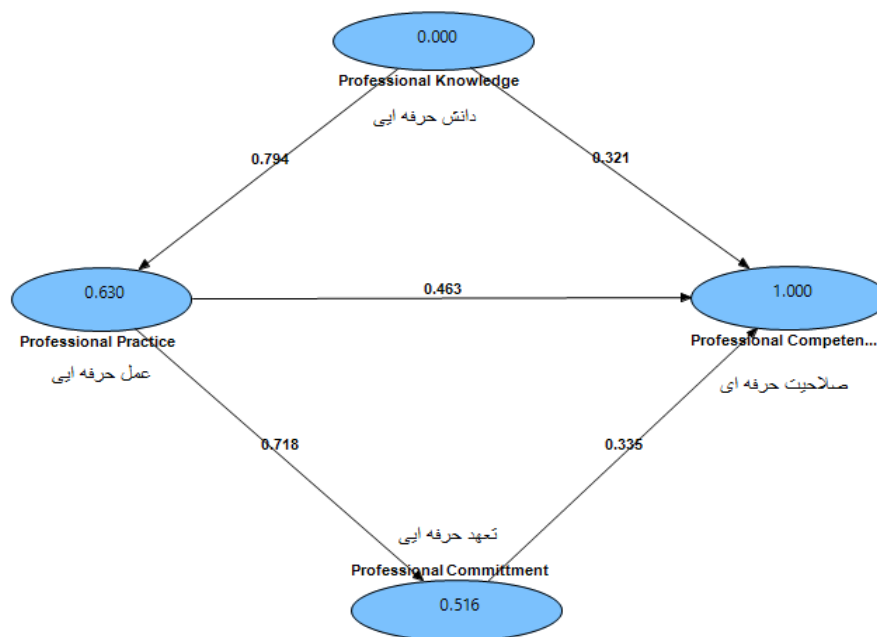 0.000
Professional Knowledge
دانش حرفه ایی
0.794
0.321
0.630
0.463
1.000
Professional Practice
Professional Competen...
عمل حرفه ایی
صلاحیت حرفه ای
0.718
0.335
تعهد حرفه ایی
Professional Committment
0.516